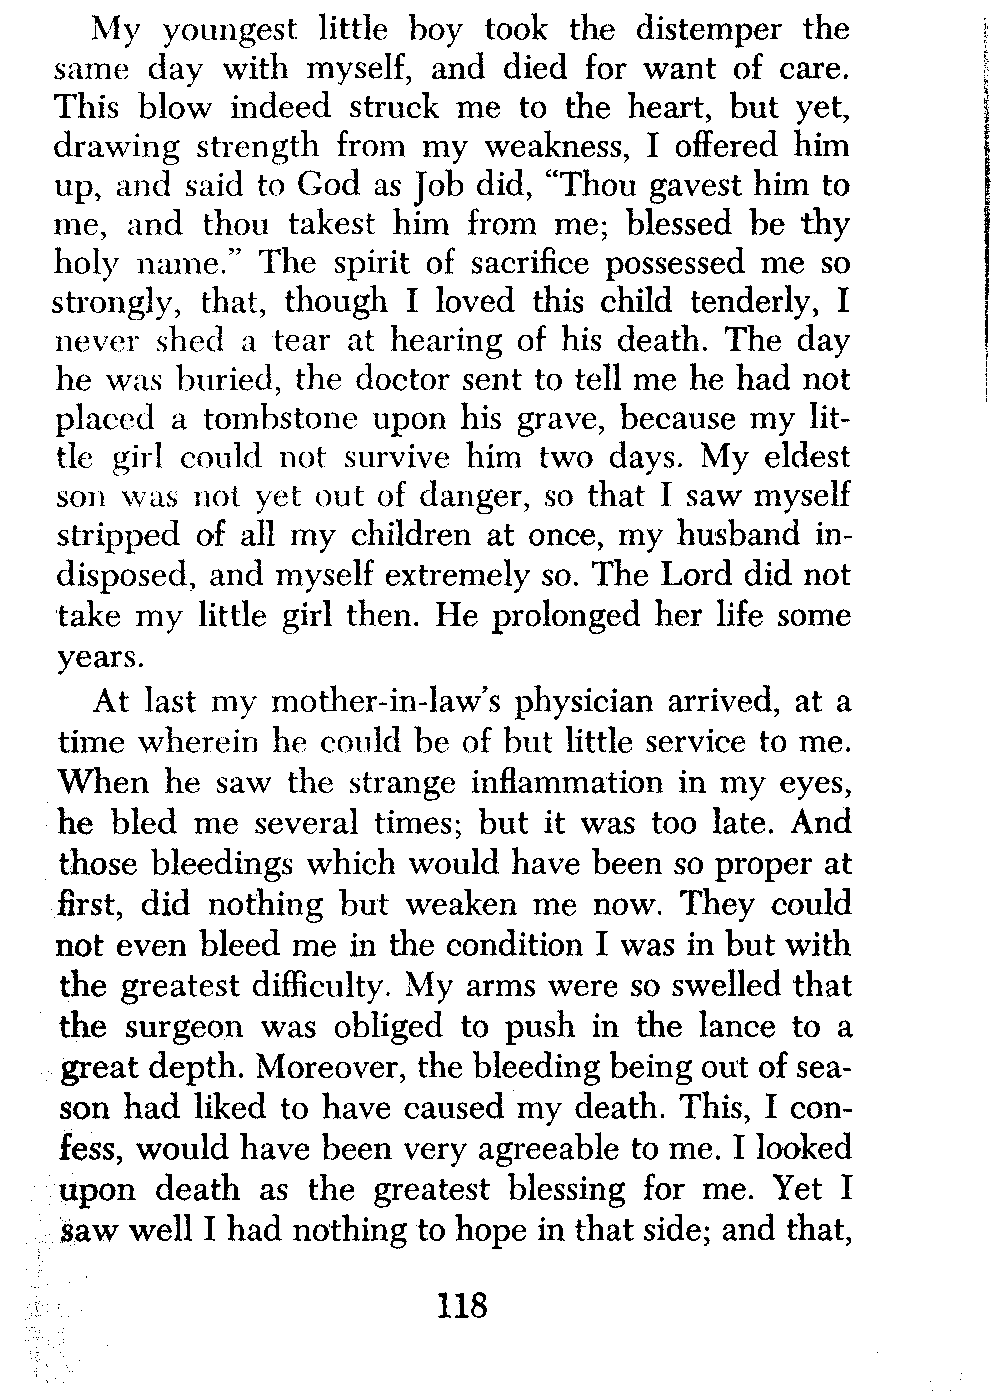 My youngest little boy took the distemper the
same day with myself, and died for want of care.
This blow indeed struck me to the heart, but yet,
drawing strength from my weakness, I offered him
up, and said to God as Job did, “Thou gavest him to
me, and thou takest him from me; blessed be thy
holy name.” The spirit of sacrifice possessed me so
strongly, that, though I loved this child tenderly, I
never shed a tear at hearing of his death. The day
he was buried, the doctor sent to tell me he had not
placed a tombstone upon his grave, because my lit-
tle girl could not survive him two days. My eldest
son was not yet out of danger, so that I saw myself
stripped of all my children at once, my husband in-
disposed, and myself extremely so. The Lord did not
take my little girl then. He prolonged her life some
years.
At last my mother-in-law’s physician arrived, at a
time wherein he could be of but little service to me.
When he saw the strange inflammation in my eyes,
he bled me several times; but it was too late. And
those bleedings which would have been so proper at
first, did nothing but weaken me now. They could
not even bleed me in the condition I was in but with
the greatest difficulty. My arms were so swelled that
the surgeon was obliged to push in the lance to a
great depth. Moreover, the bleeding being out of sea-
son had liked to have caused my death. This, I con-
fess, would have been very agreeable to me. I looked
upon death as the greatest blessing for me. Yet I
saw well I had nothing to hope in that side; and that,
118